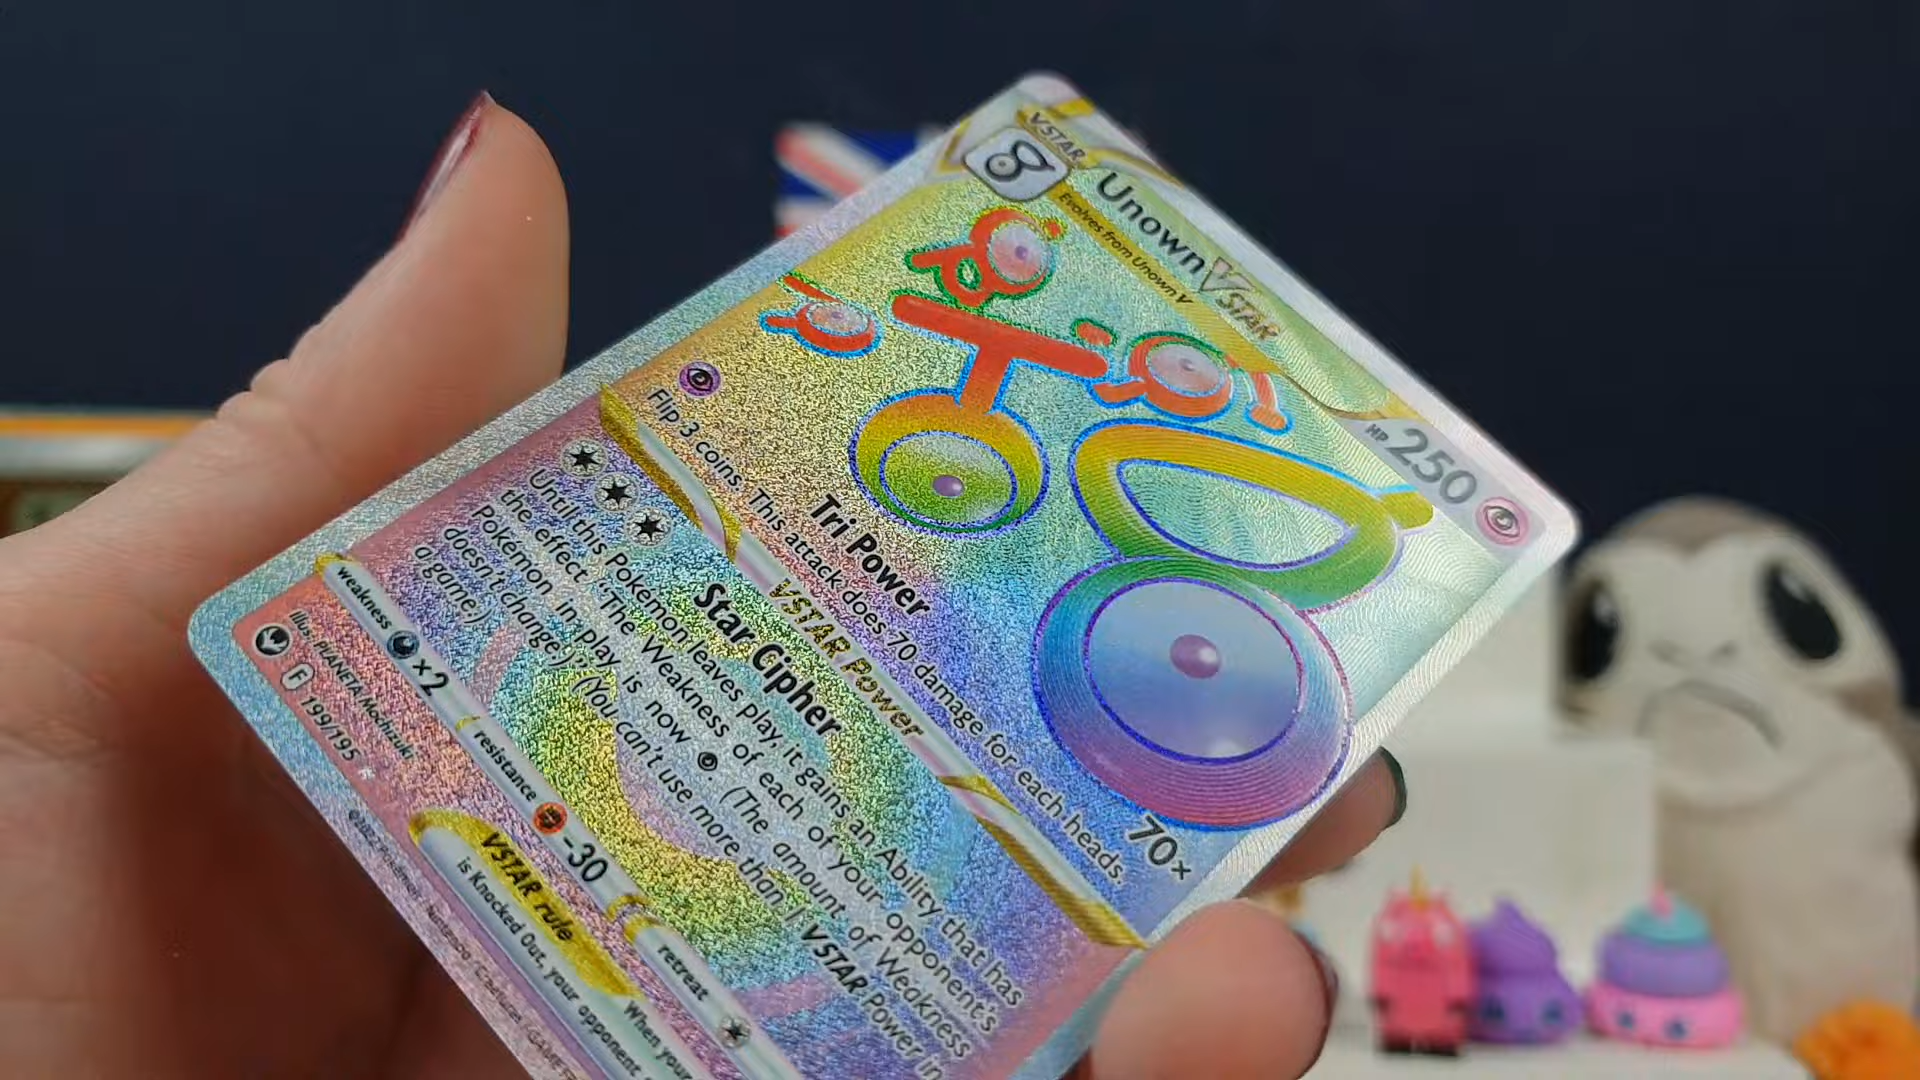 VSTAR
Unown VSTAR
Evolves from Unown V
HP 250
Tri Power
70×
Flip 3 coins. This attack does 70 damage for each heads.
VSTAR Power
Star Cipher
Until this Pokémon leaves play, it gains an Ability that has
the effect "The Weakness of each of your opponent's
Pokémon in play is now (The amount of Weakness
doesn't change.)" (You can't use more than 1 VSTAR Power in
a game.)
weakness ×2
resistance -30
retreat
VSTAR rule
When your
is Knocked Out, your opponent
Illus. PLANETA Mochizuki
F 199/195